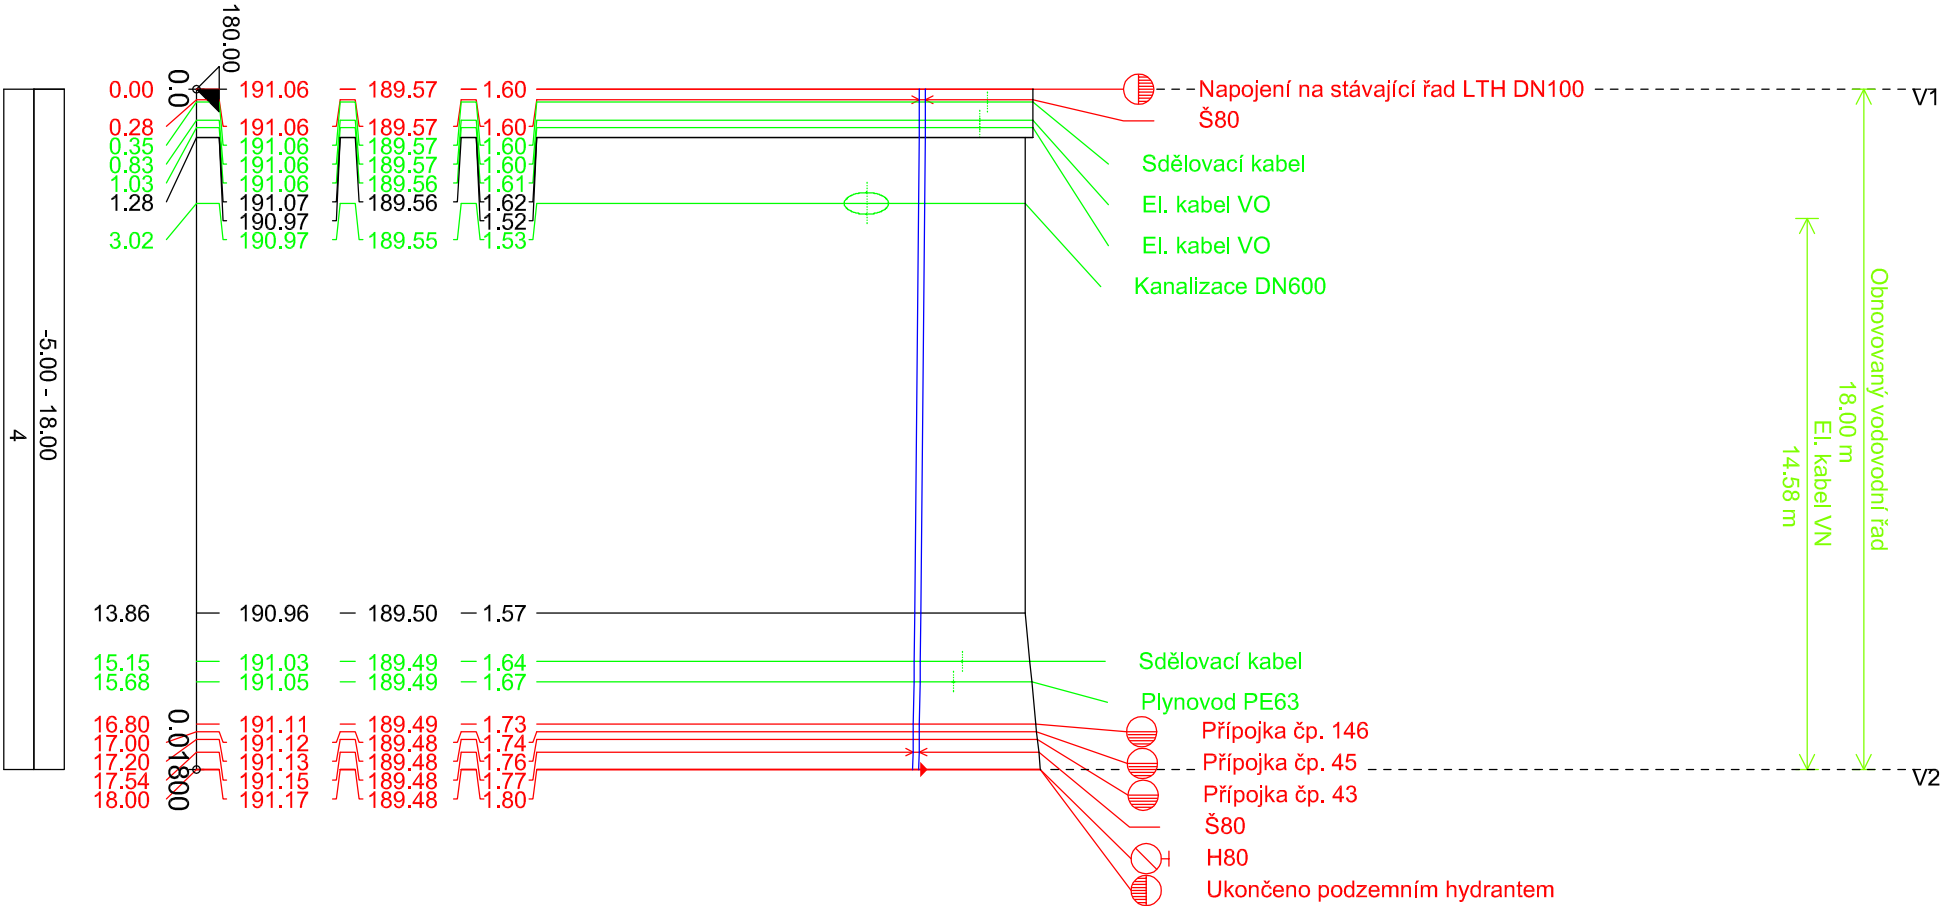 180.00
0.0
0.00 191.06 189.57 1.60
0.28 191.06 189.57 1.60
0.35 191.06 189.57 1.60
0.83 191.06 189.57 1.60
1.03 191.06 189.56 1.61
1.28 191.07 189.56 1.62
190.97 1.52
3.02 190.97 189.55 1.53
13.86 190.96 189.50 1.57
15.15 191.03 189.49 1.64
15.68 191.05 189.49 1.67
16.80 191.11 189.49 1.73
17.00 191.12 189.48 1.74
17.20 191.13 189.48 1.76
17.54 191.15 189.48 1.77
18.00 191.17 189.48 1.80
0.01800
-5.00 - 18.00
4
Napojení na stávající řad LTH DN100
Š80
Sdělovací kabel
El. kabel VO
El. kabel VO
Kanalizace DN600
Sdělovací kabel
Plynovod PE63
Přípojka čp. 146
Přípojka čp. 45
Přípojka čp. 43
Š80
H80
Ukončeno podzemním hydrantem
V1
Obnovovaný vodovodní řad
18.00 m
El. kabel VN
14.58 m
V2